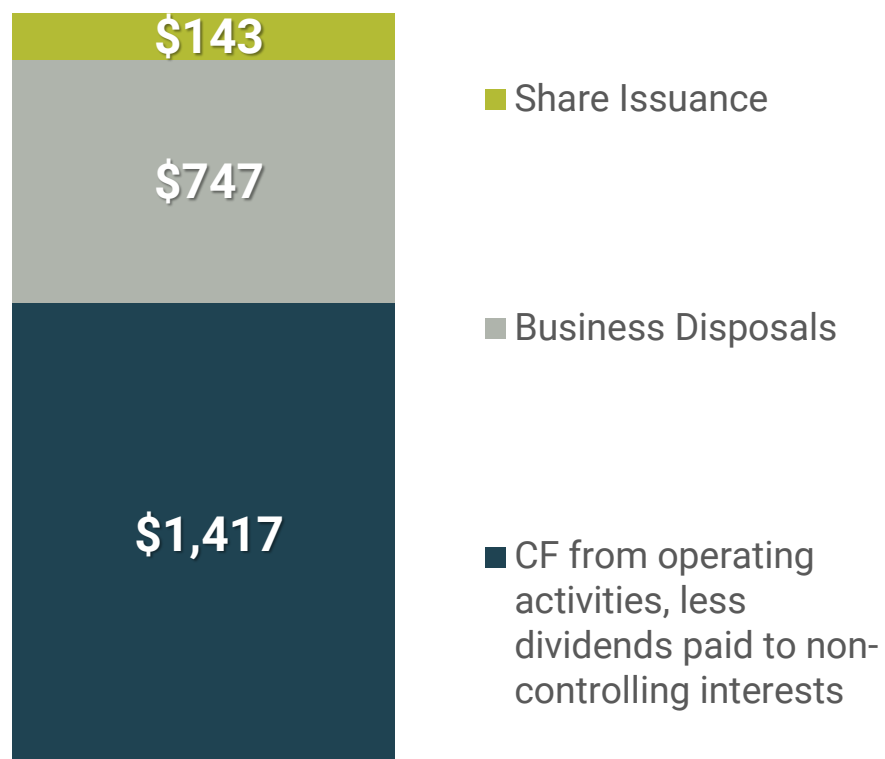 $143
$747
$1,417
Share Issuance
Business Disposals
CF from operating
activities, less
dividends paid to non-
controlling interests